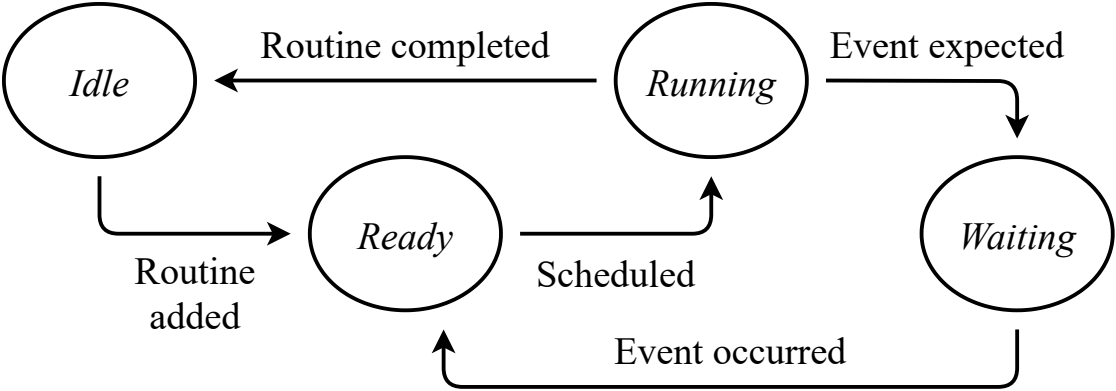 Routine completed
Event expected
Idle
Running
Ready
Waiting
Routine
added
Scheduled
Event occurred